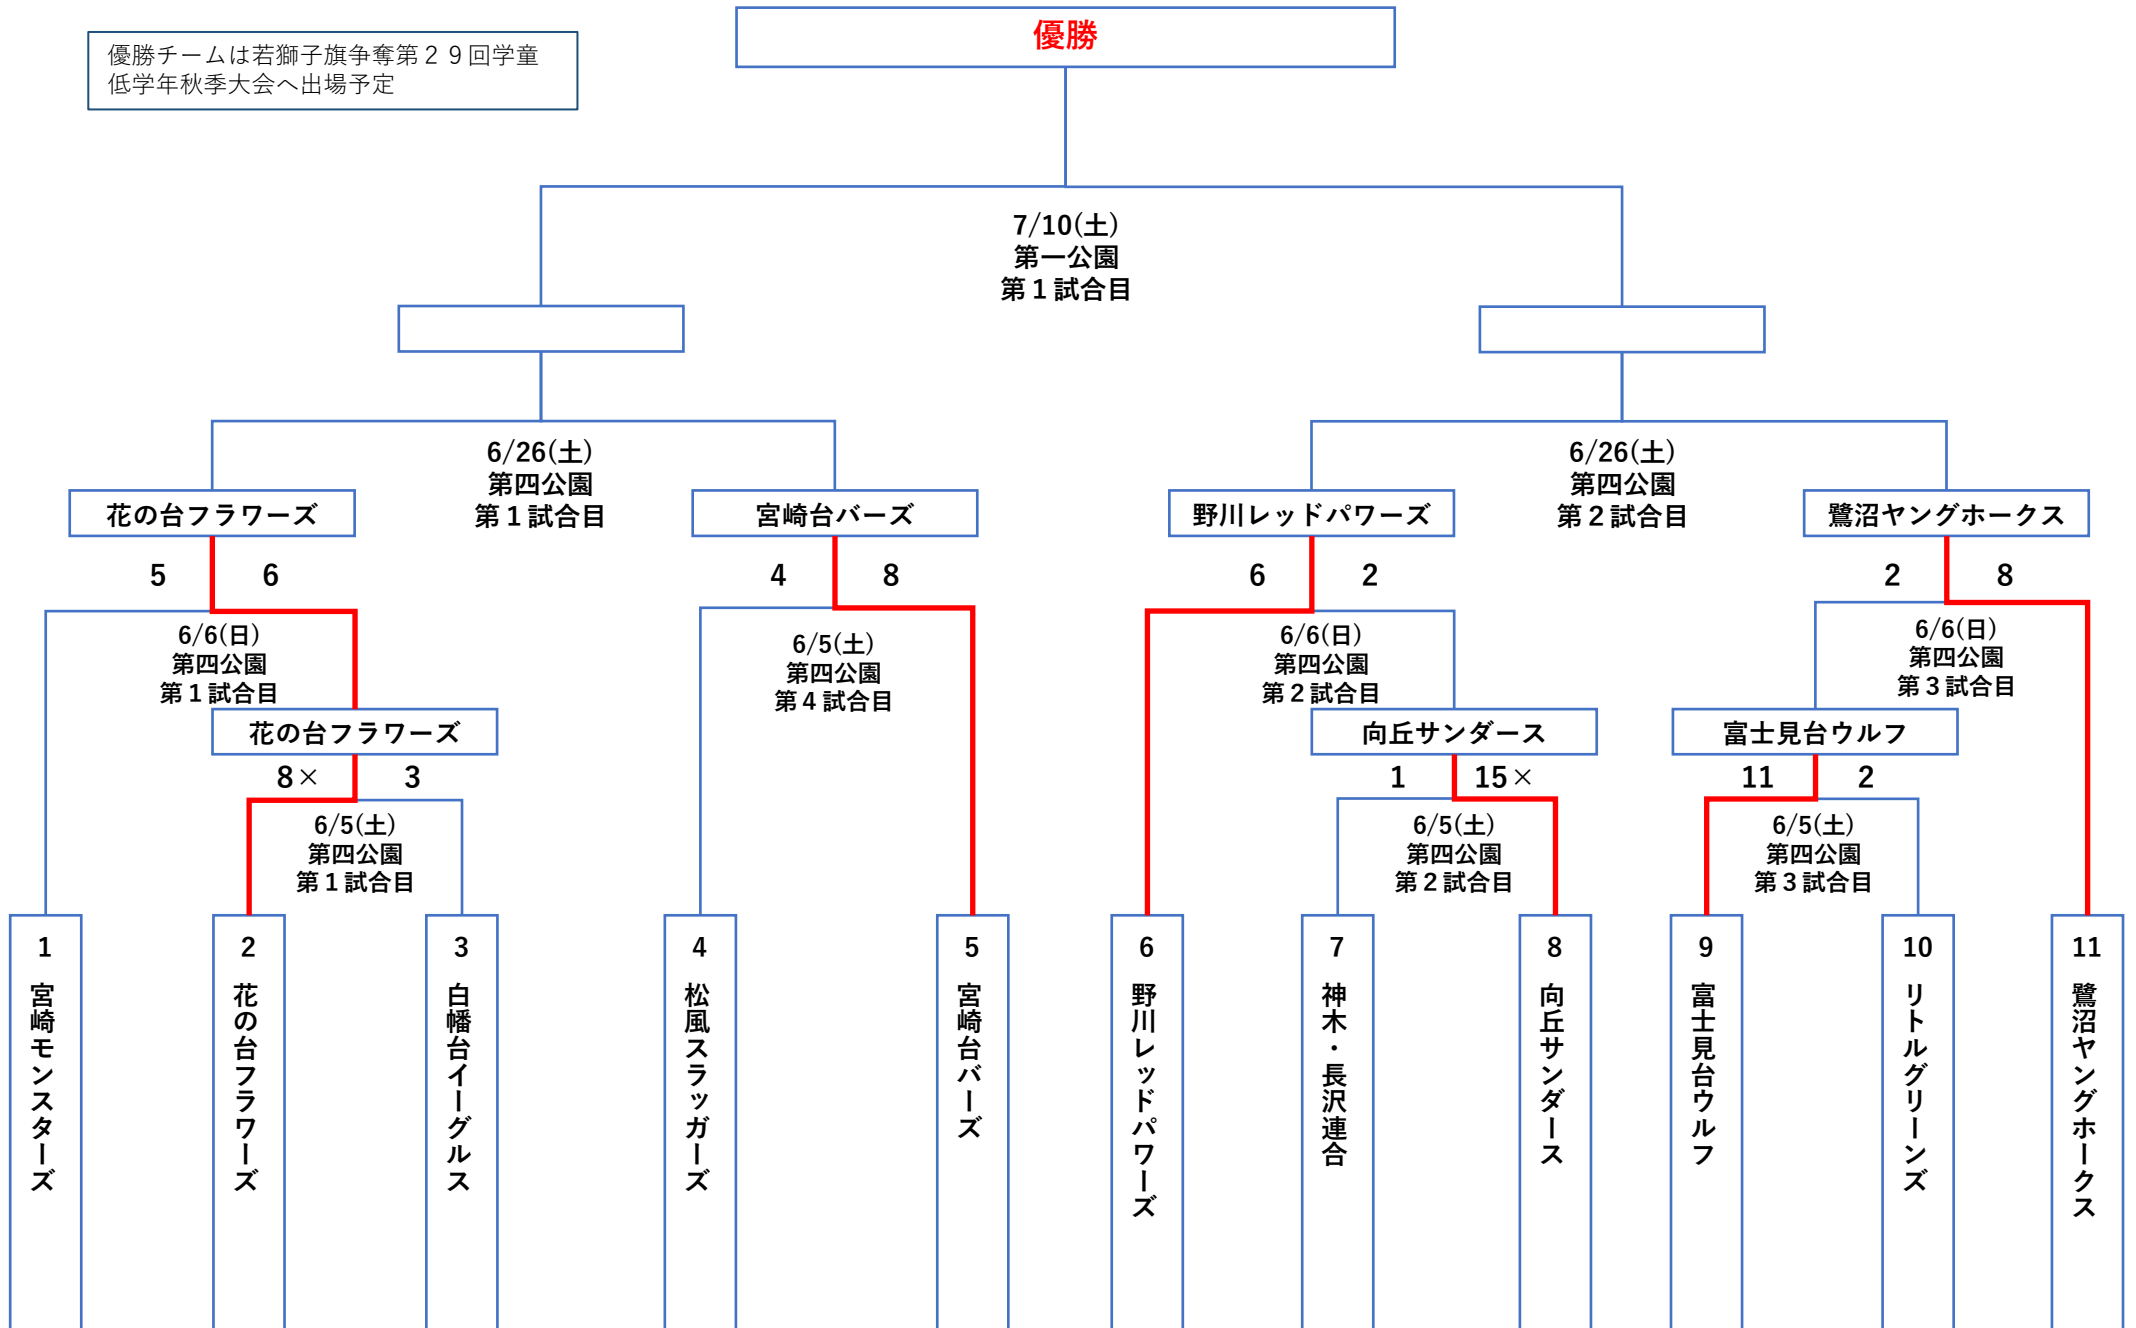 優勝
優勝チームは若獅子旗争奪第２９回学童
低学年秋季大会へ出場予定
7/10(土)
第一公園
第１試合目
6/26(土)
第四公園
第１試合目
6/26(土)
第四公園
第２試合目
花の台フラワーズ
宮崎台バーズ
野川レッドパワーズ
鷺沼ヤングホークス
5
6
4
8
6
2
2
8
6/6(日)
第四公園
第１試合目
6/5(土)
第四公園
第４試合目
6/6(日)
第四公園
第２試合目
6/6(日)
第四公園
第３試合目
花の台フラワーズ
向丘サンダース
富士見台ウルフ
8×
3
1
15×
11
2
6/5(土)
第四公園
第１試合目
6/5(土)
第四公園
第２試合目
6/5(土)
第四公園
第３試合目
1
宮崎モンスターズ
2
花の台フラワーズ
3
白幡台イーグルス
4
松風スラッガーズ
5
宮崎台バーズ
6
野川レッドパワーズ
7
神木・長沢連合
8
向丘サンダース
9
富士見台ウルフ
10
リトルグリーンズ
11
鷺沼ヤングホークス